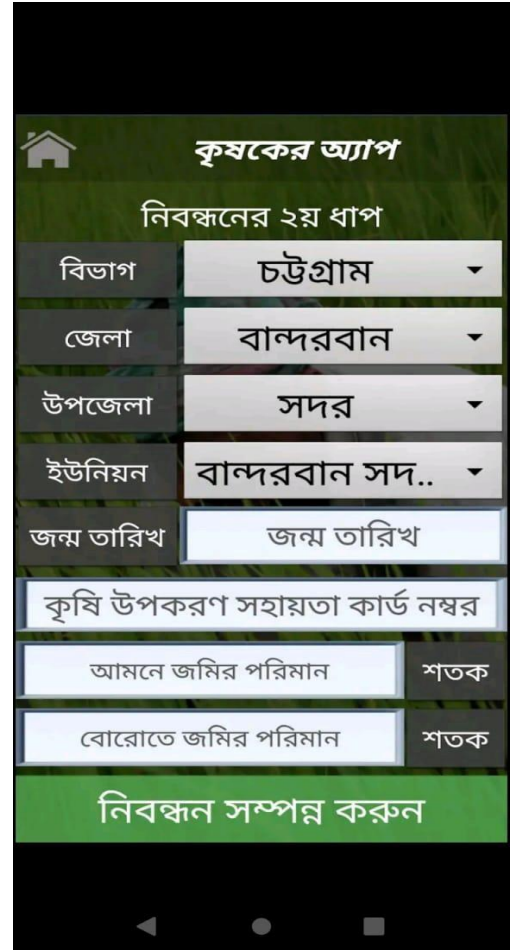 কৃষকের অ্যাপ
নিবন্ধনের ২য় ধাপ
বিভাগ চট্টগ্রাম
জেলা বান্দরবান
উপজেলা সদর
ইউনিয়ন বান্দরবান সদ..
জন্ম তারিখ জন্ম তারিখ
কৃষি উপকরণ সহায়তা কার্ড নম্বর
আমনে জমির পরিমান শতক
বোরোতে জমির পরিমান শতক
নিবন্ধন সম্পন্ন করুন